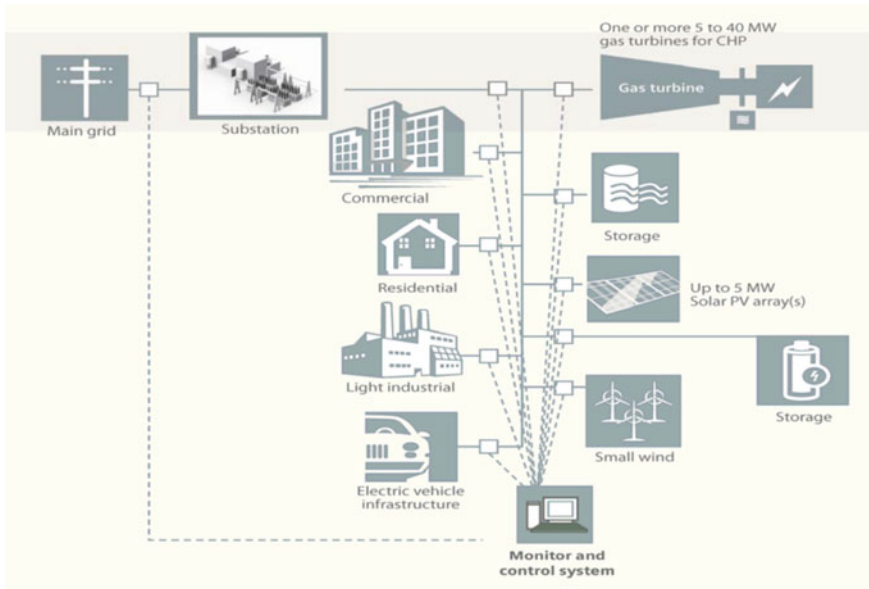 One or more 5 to 40 MW
gas turbines for CHP
Gas turbine
Main grid
Substation
Commercial
Storage
Residential
Up to 5 MW
Solar PV array(s)
Light industrial
Storage
Small wind
Electric vehicle
infrastructure
Monitor and
control system